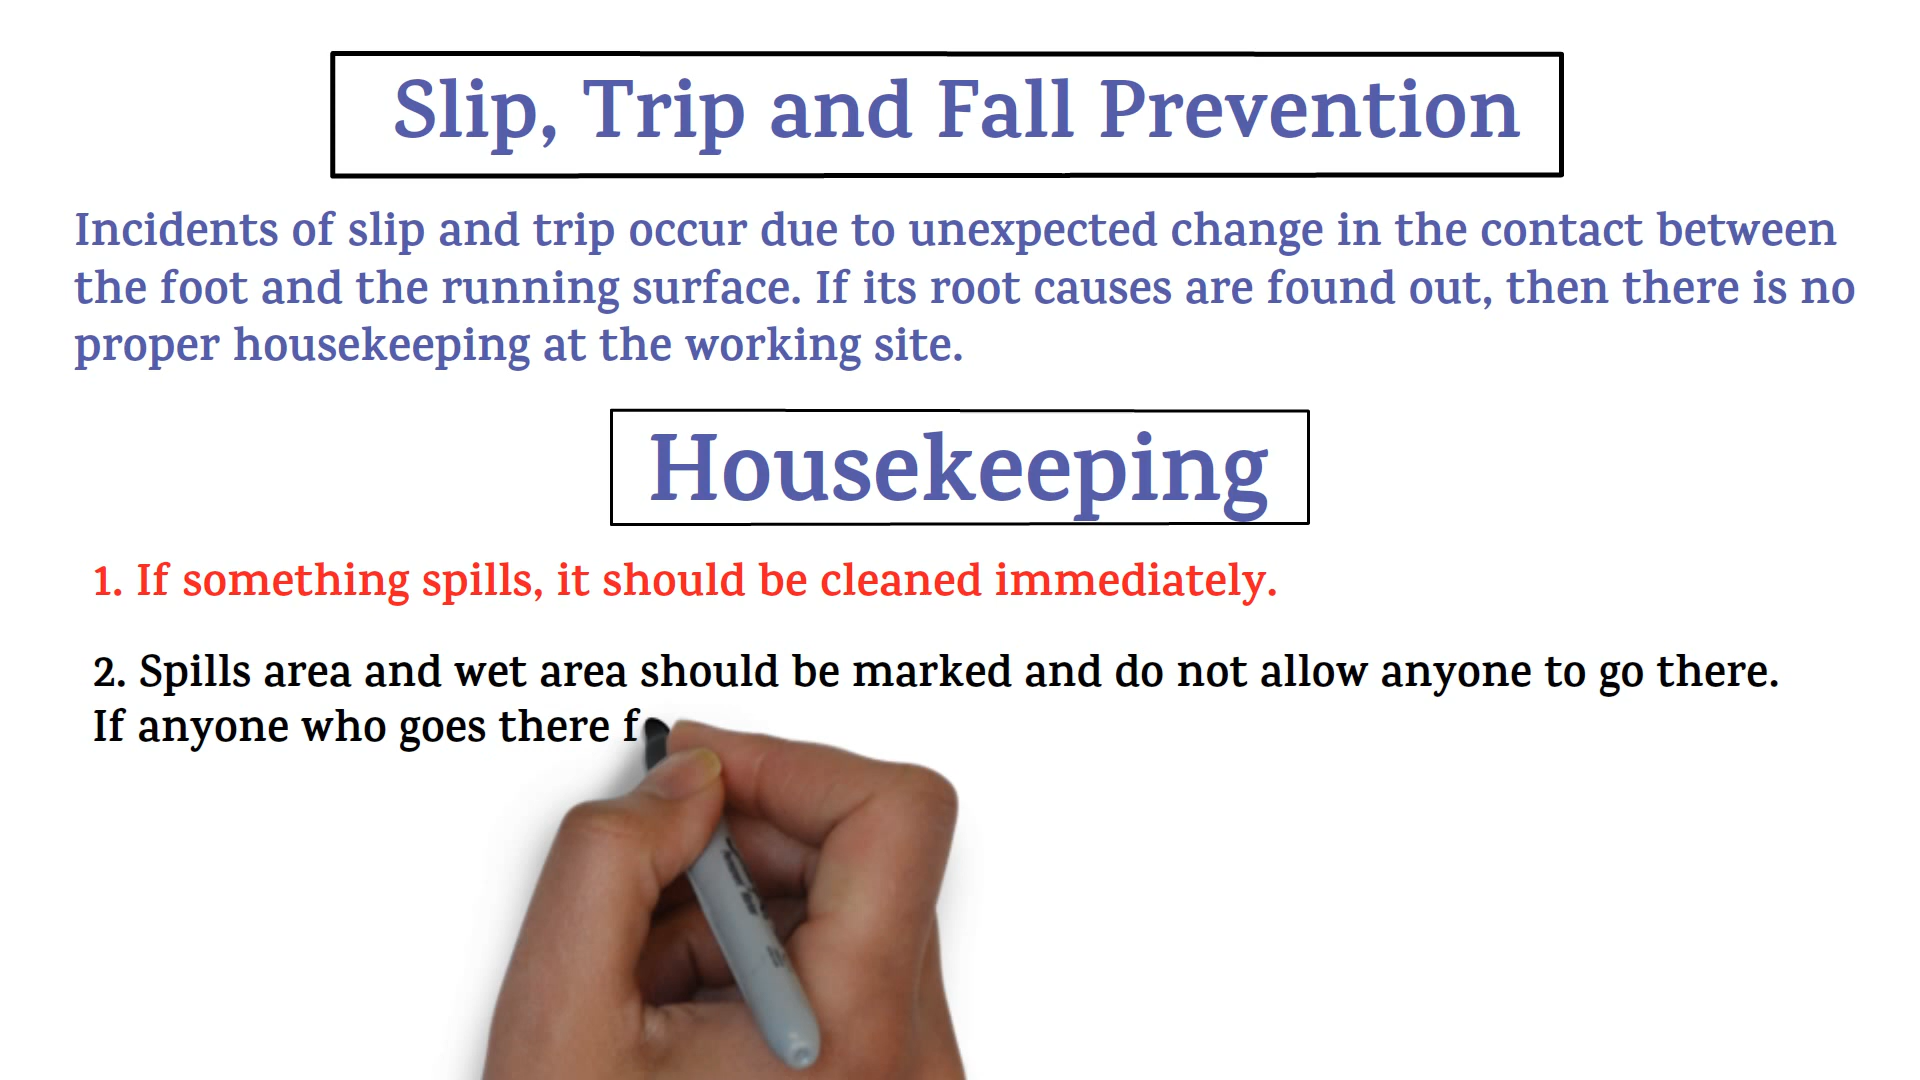 Slip, Trip and Fall Prevention
Incidents of slip and trip occur due to unexpected change in the contact between
the foot and the running surface. If its root causes are found out, then there is no
proper housekeeping at the working site.
Housekeeping
1. If something spills, it should be cleaned immediately.
2. Spills area and wet area should be marked and do not allow anyone to go there.
If anyone who goes there f